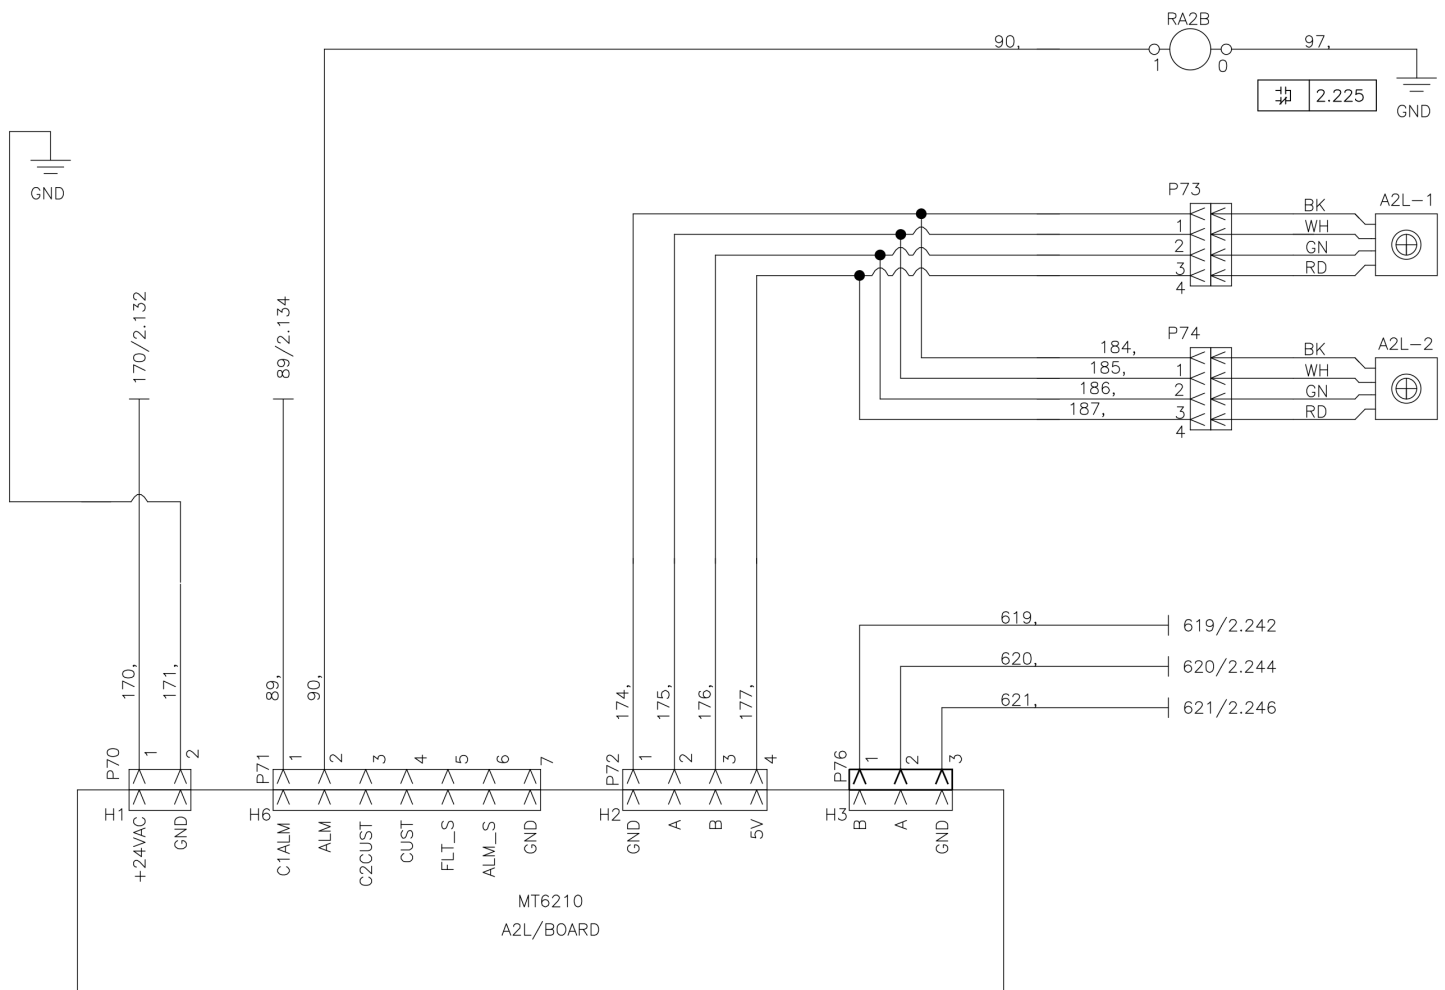 RA2B
90,
97,
1
0
2.225
GND
GND
P73
A2L-1
BK
1
WH
2
GN
3
RD
4
170/2.132
89/2.134
P74
A2L-2
184,
BK
185,
1
WH
186,
2
GN
187,
3
RD
4
619,
619/2.242
620,
620/2.244
621,
621/2.246
170,
171,
89,
90,
174,
175,
176,
177,
P70
1
2
P71
1
2
3
4
5
6
7
P72
1
2
3
4
P76
1
2
3
H1
H6
H2
H3
+24VAC
GND
C1ALM
ALM
C2CUST
CUST
FLT_S
ALM_S
GND
GND
A
B
5V
B
A
GND
MT6210
A2L/BOARD